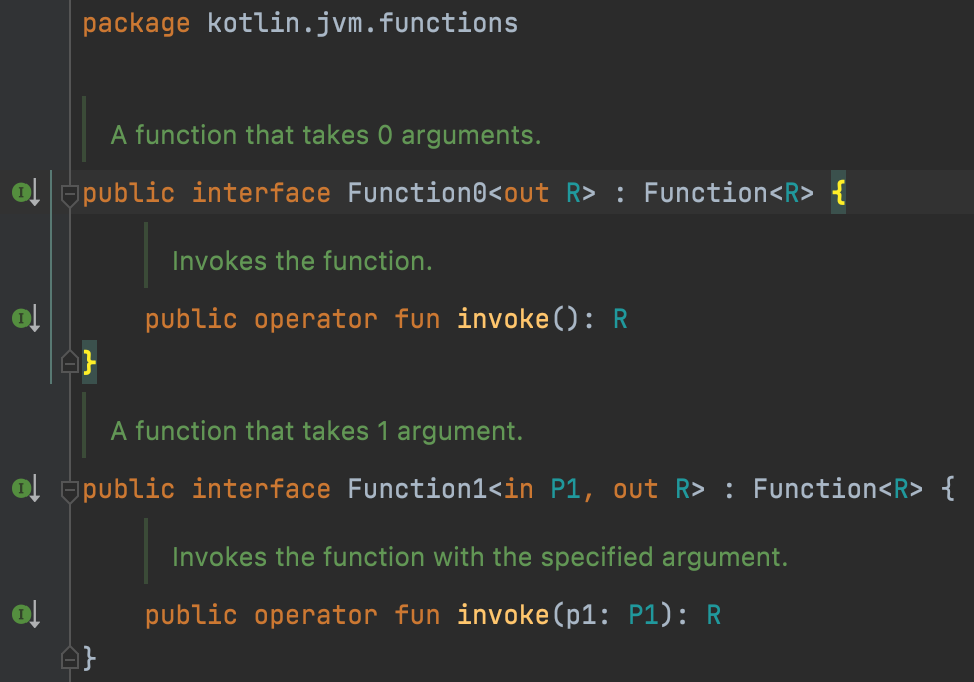 package kotlin.jvm.functions
A function that takes 0 arguments.
public interface Function0<out R> : Function<R> {
Invokes the function.
public operator fun invoke(): R
}
A function that takes 1 argument.
public interface Function1<in P1, out R> : Function<R> {
Invokes the function with the specified argument.
public operator fun invoke(p1: P1): R
}